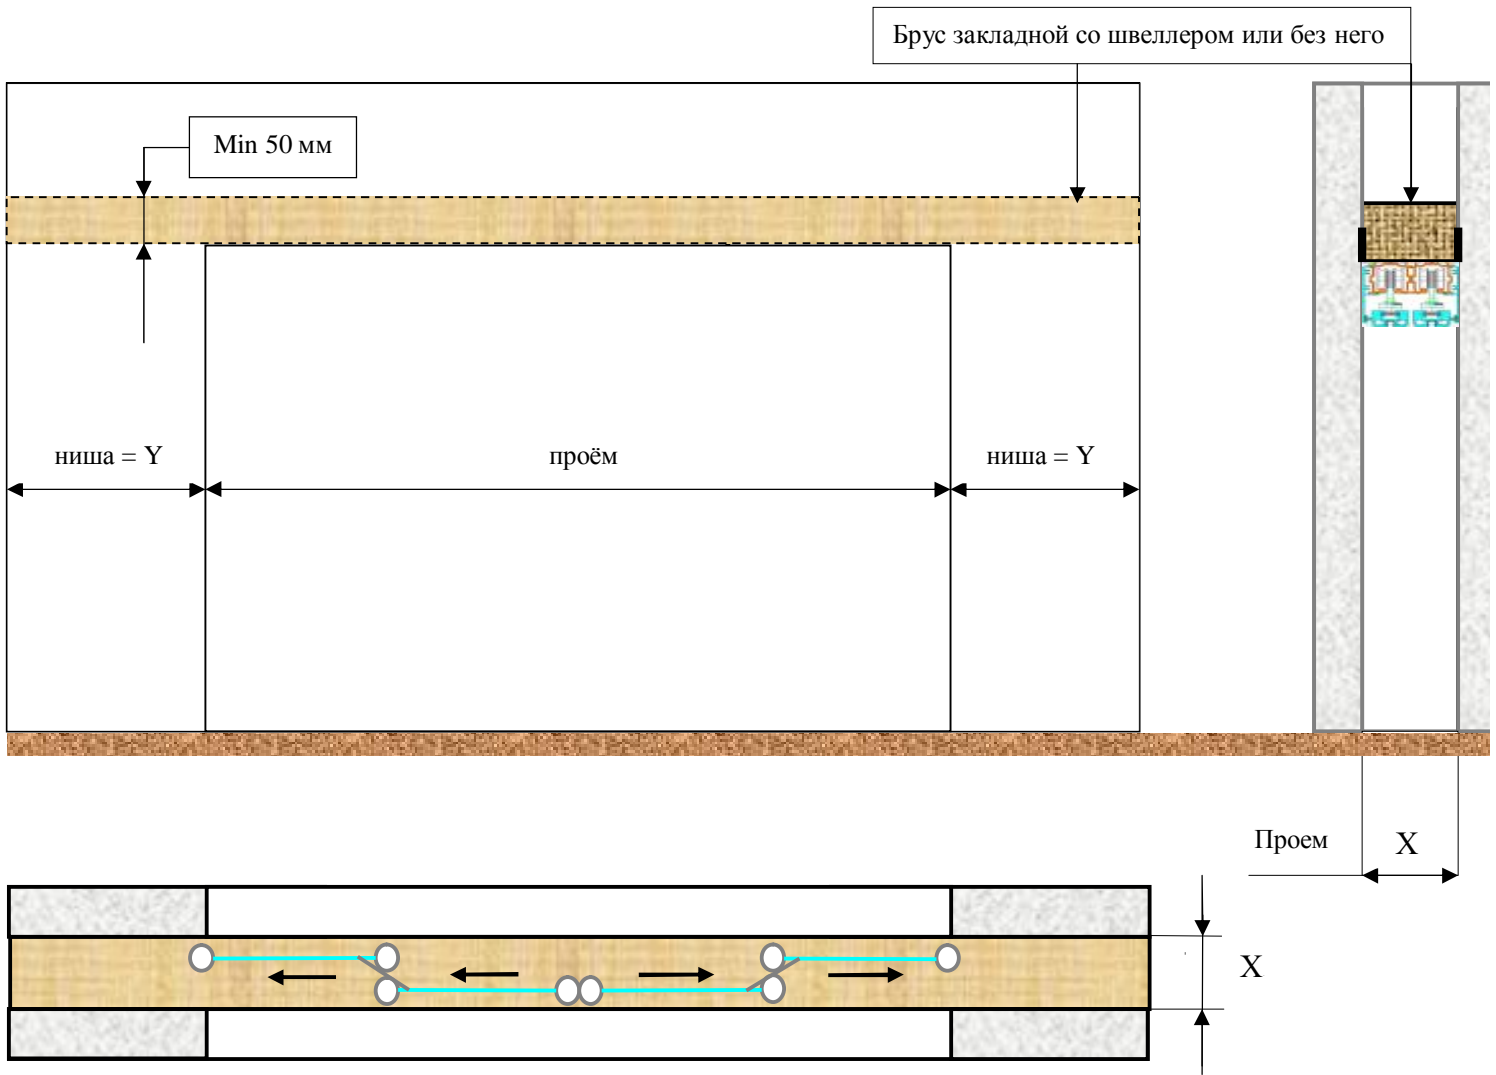 Брус закладной со швеллером или без него
Min 50 мм
ниша = Y
проём
ниша = Y
Проем
X
X